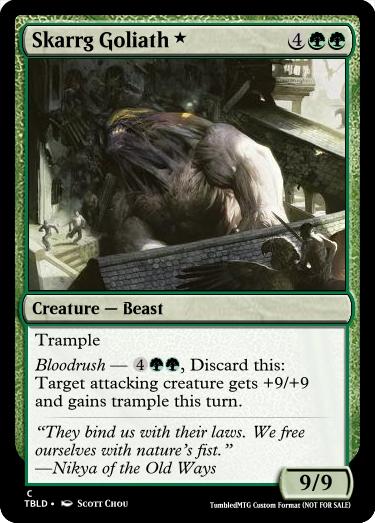 Skarrg Goliath ★ 4
Creature — Beast
Trample
Bloodrush — 4, Discard this:
Target attacking creature gets +9/+9
and gains trample this turn.
“They bind us with their laws. We free
ourselves with nature’s fist.”
—Nikya of the Old Ways
9/9
C
TBLD • Scott Chou
TumbledMTG Custom Format (NOT FOR SALE)